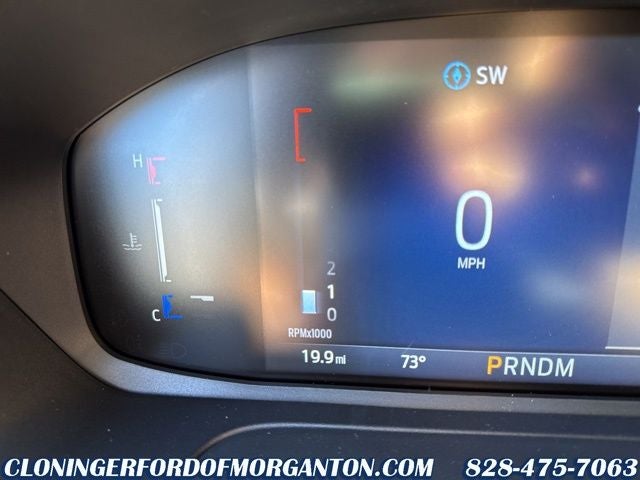 SW
H
0
MPH
2
1
0
C
RPMx1000
19.9 mi 73° PRNDM
CLONINGERFORDOFMORGANTON.COM 828-475-7063